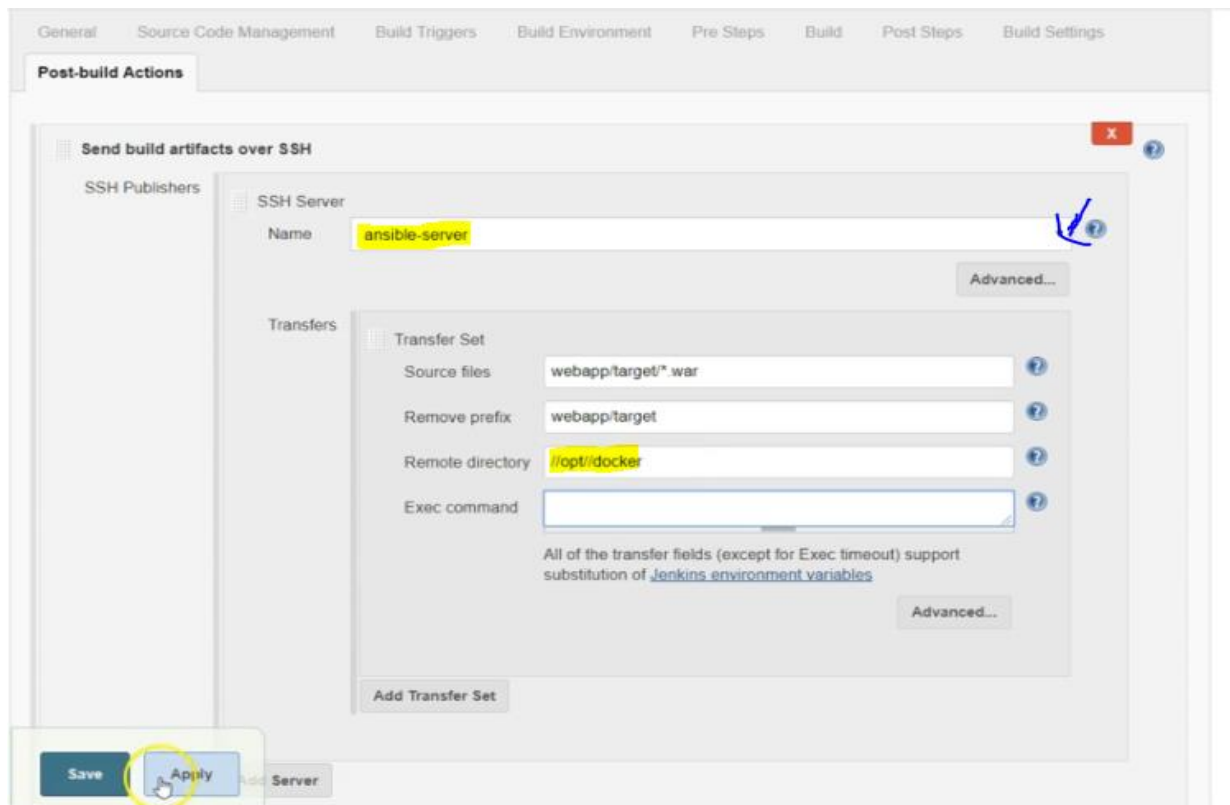 General Source Code Management Build Triggers Build Environment Pre Steps Build Post Steps Build Settings
Post-build Actions
X
Send build artifacts over SSH
SSH Publishers
SSH Server
Name ansible-server
Advanced...
Transfers
Transfer Set
Source files webapp/target/*.war
Remove prefix webapp/target
Remote directory //opt//docker
Exec command
All of the transfer fields (except for Exec timeout) support
substitution of Jenkins environment variables
Advanced...
Add Transfer Set
Save Apply Server